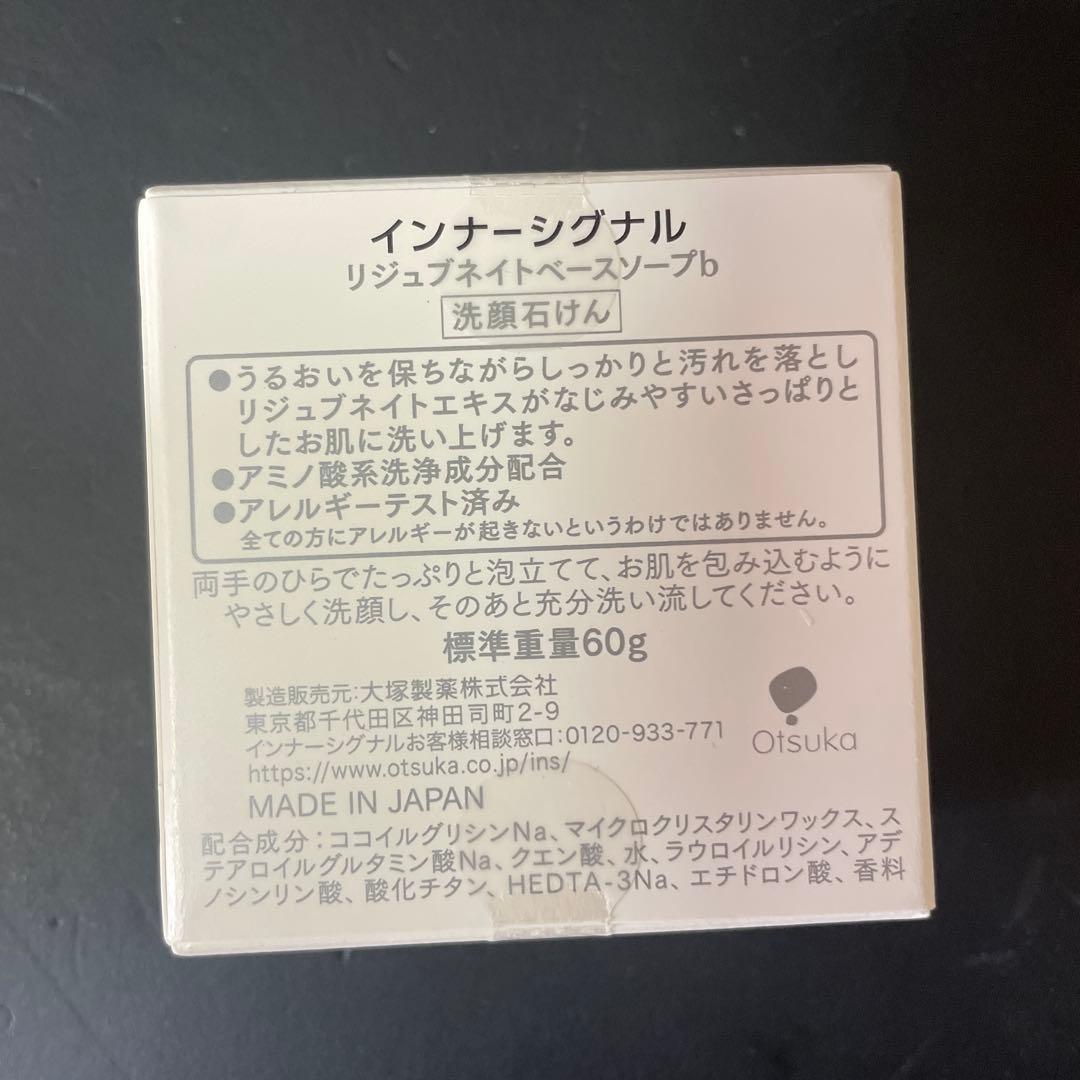 インナーシグナル
リジュブネイトベースソープb
洗顔石けん
●うるおいを保ちながらしっかりと汚れを落とし
リジュブネイトエキスがなじみやすいさっぱりと
したお肌に洗い上げます。
●アミノ酸系洗浄成分配合
●アレルギーテスト済み
全ての方にアレルギーが起きないというわけではありません。
両手のひらでたっぷりと泡立てて、お肌を包み込むように
やさしく洗顔し、そのあと充分洗い流してください。
標準重量60g
製造販売元:大塚製薬株式会社
東京都千代田区神田司町2-9
インナーシグナルお客様相談窓口:0120-933-771
https://www.otsuka.co.jp/ins/
MADE IN JAPAN
Otsuka
配合成分:ココイルグリシンNa、マイクロクリスタリンワックス、ス
テアロイルグルタミン酸Na、クエン酸、水、ラウロイルリシン、アデ
ノシンリン酸、酸化チタン、HEDTA-3Na、エチドロン酸、香料